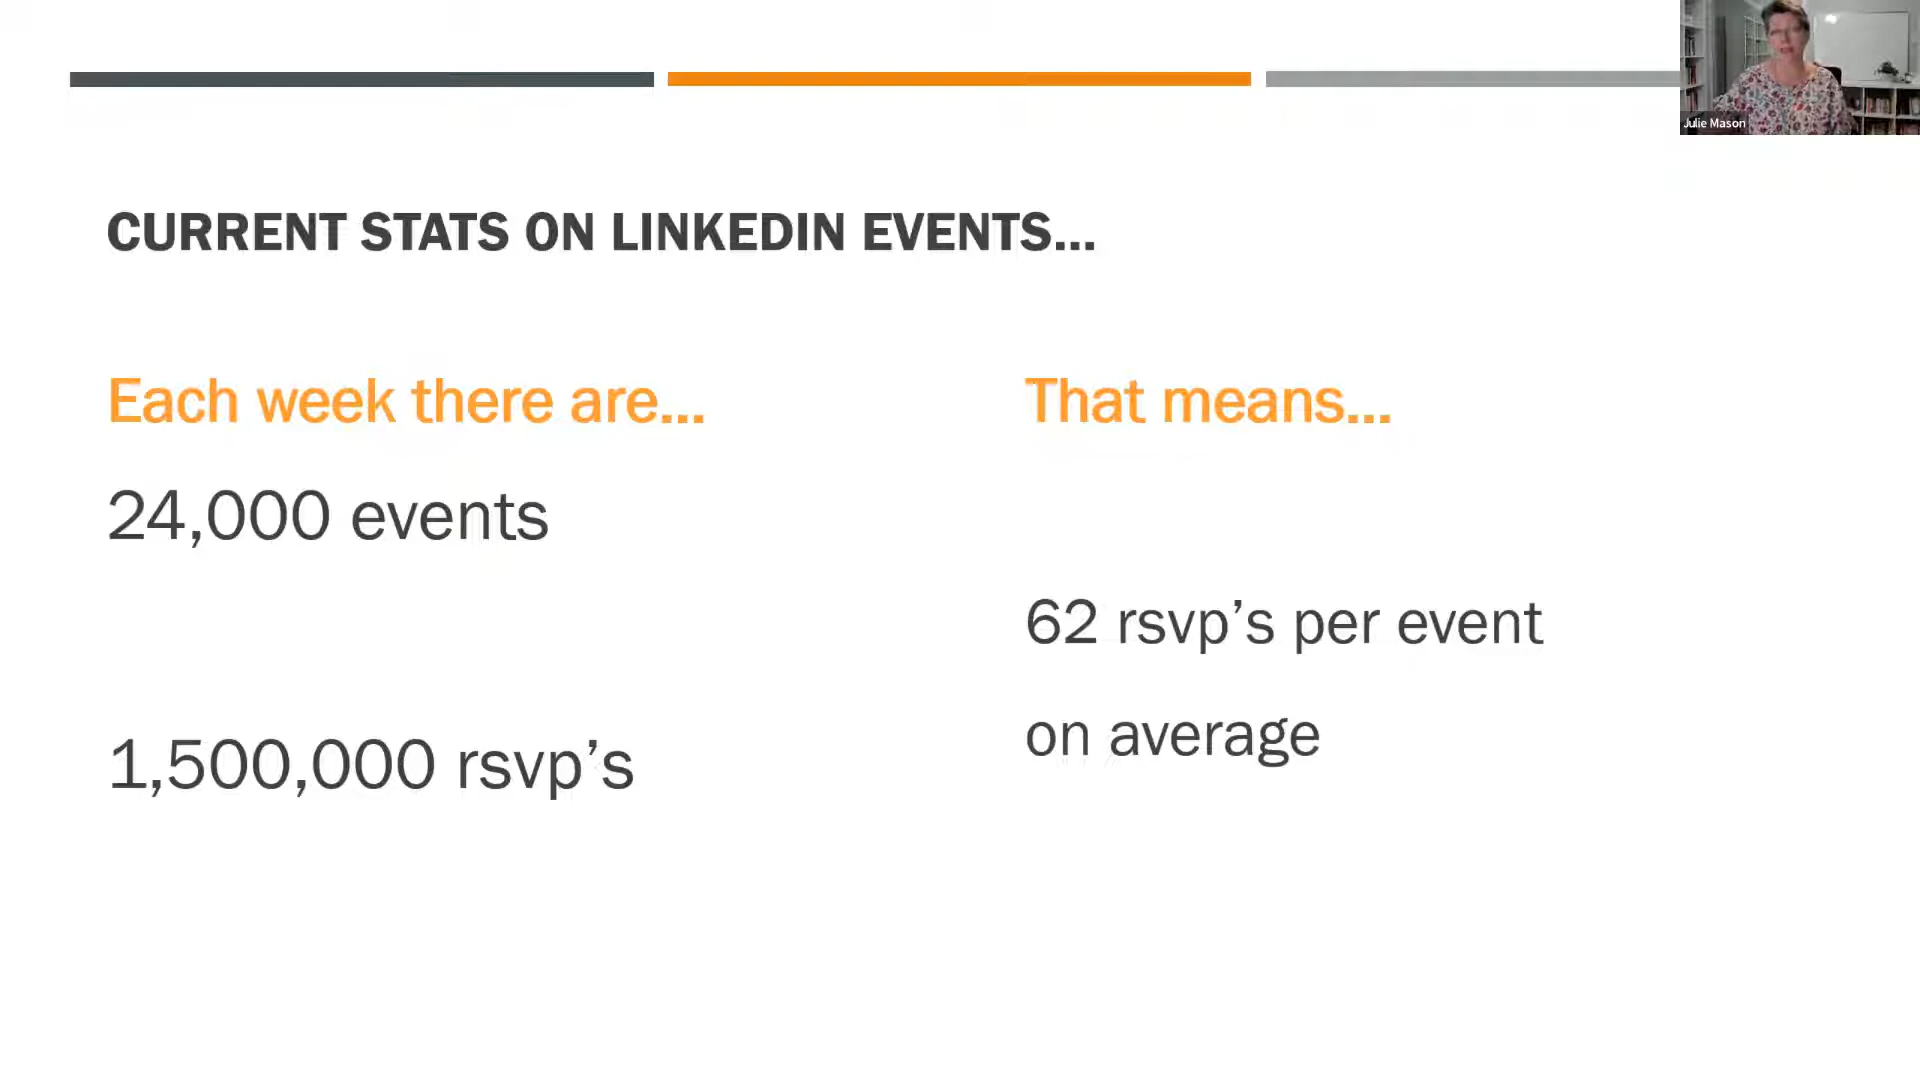 Julie Mason
CURRENT STATS ON LINKEDIN EVENTS...
Each week there are...
24,000 events
1,500,000 rsvp’s
That means...
62 rsvp’s per event
on average